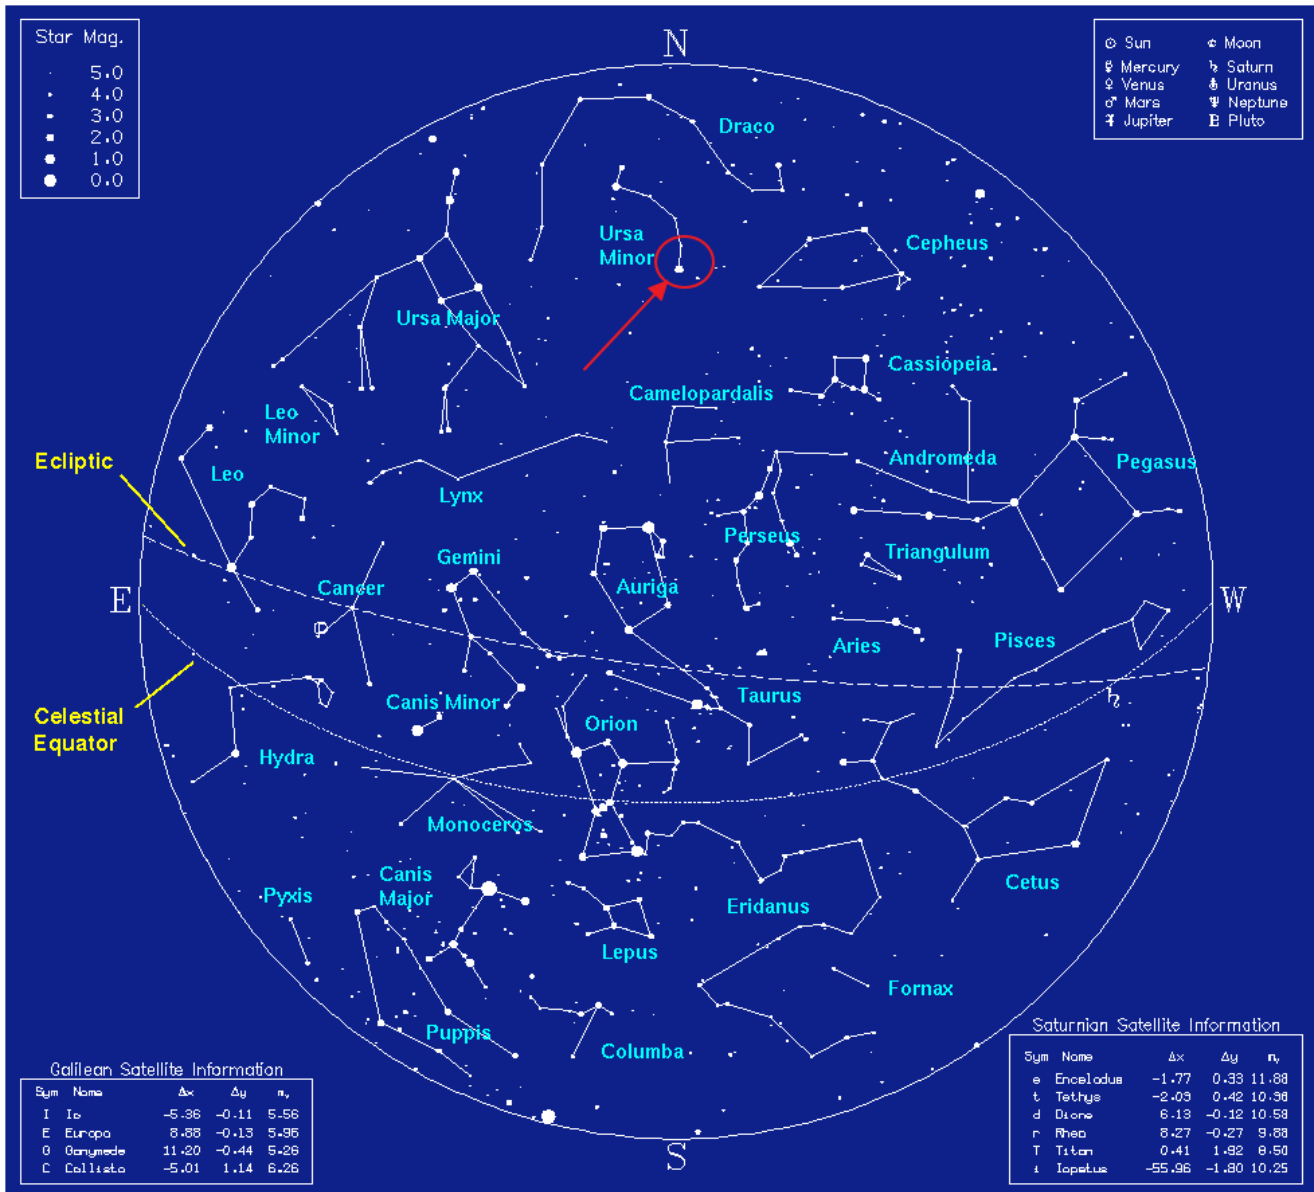 Star Mag.
5.0
4.0
3.0
2.0
1.0
0.0
N
☉ Sun
☾ Moon
☿ Mercury
♄ Saturn
♀ Venus
⛢ Uranus
♂ Mars
♆ Neptune
♃ Jupiter
E Pluto
Draco
Ursa
Minor
Cepheus
Ursa Major
Cassiopeia
Camelopardalis
Leo
Minor
Ecliptic
Leo
Lynx
Andromeda
Pegasus
Perseus
Triangulum
Gemini
Cancer
Auriga
E
W
Aries
Pisces
Canis Minor
Taurus
♄
Celestial
Equator
Orion
Hydra
Monoceros
Canis
Major
Pyxis
Cetus
Eridanus
Lepus
Fornax
Puppis
Columba
S
Galilean Satellite Information
Sym Name Δx Δy mv
I Io -5.36 -0.11 5.56
E Europa 8.88 -0.13 5.95
G Ganymede 11.20 -0.44 5.26
C Callisto -5.01 1.14 6.26
Saturnian Satellite Information
Sym Name Δx Δy mv
e Enceladus -1.77 0.33 11.88
t Tethys -2.09 0.42 10.36
d Dione 6.13 -0.12 10.58
r Rhea 8.27 -0.27 9.88
T Titan 0.41 1.92 8.50
i Iapetus -55.96 -1.80 10.25